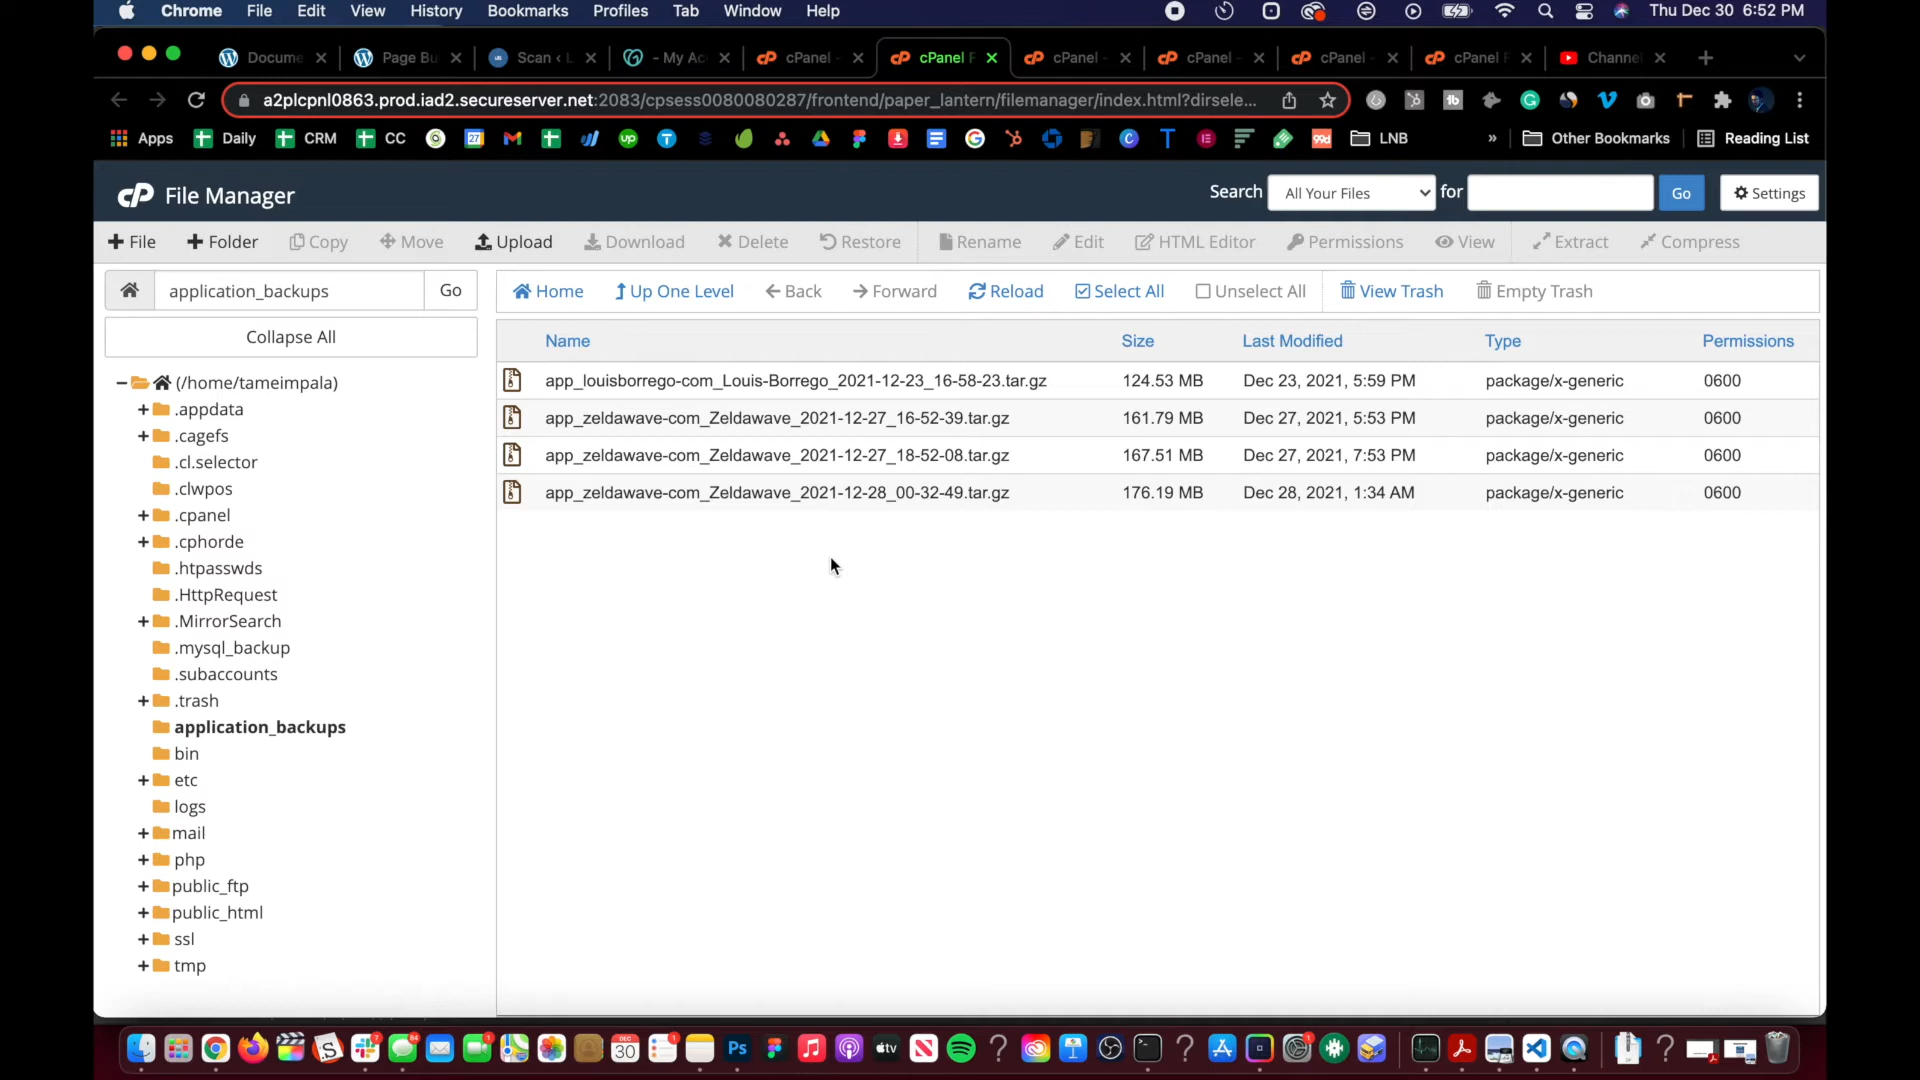 Chrome File Edit View History Bookmarks Profiles Tab Window Help Thu Dec 30 6:52 PM
Docume Page Bu Scan ‹ L - My Ac cPanel - cPanel F cPanel - cPanel - cPanel cPanel F Channel
a2plcpnl0863.prod.iad2.secureserver.net:2083/cpsess0080080287/frontend/paper_lantern/filemanager/index.html?dirsele...
Apps Daily CRM CC LNB » Other Bookmarks Reading List
cP File Manager Search All Your Files for Go Settings
File Folder Copy Move Upload Download Delete Restore Rename Edit HTML Editor Permissions View Extract Compress
application_backups Go Home Up One Level Back Forward Reload Select All Unselect All View Trash Empty Trash
Collapse All
Name Size Last Modified Type Permissions
app_louisborrego-com_Louis-Borrego_2021-12-23_16-58-23.tar.gz 124.53 MB Dec 23, 2021, 5:59 PM package/x-generic 0600
app_zeldawave-com_Zeldawave_2021-12-27_16-52-39.tar.gz 161.79 MB Dec 27, 2021, 5:53 PM package/x-generic 0600
app_zeldawave-com_Zeldawave_2021-12-27_18-52-08.tar.gz 167.51 MB Dec 27, 2021, 7:53 PM package/x-generic 0600
app_zeldawave-com_Zeldawave_2021-12-28_00-32-49.tar.gz 176.19 MB Dec 28, 2021, 1:34 AM package/x-generic 0600
(/home/tameimpala)
.appdata
.cagefs
.cl.selector
.clwpos
.cpanel
.cphorde
.htpasswds
.HttpRequest
.MirrorSearch
.mysql_backup
.subaccounts
.trash
application_backups
bin
etc
logs
mail
php
public_ftp
public_html
ssl
tmp
DEC 30 Ps tv